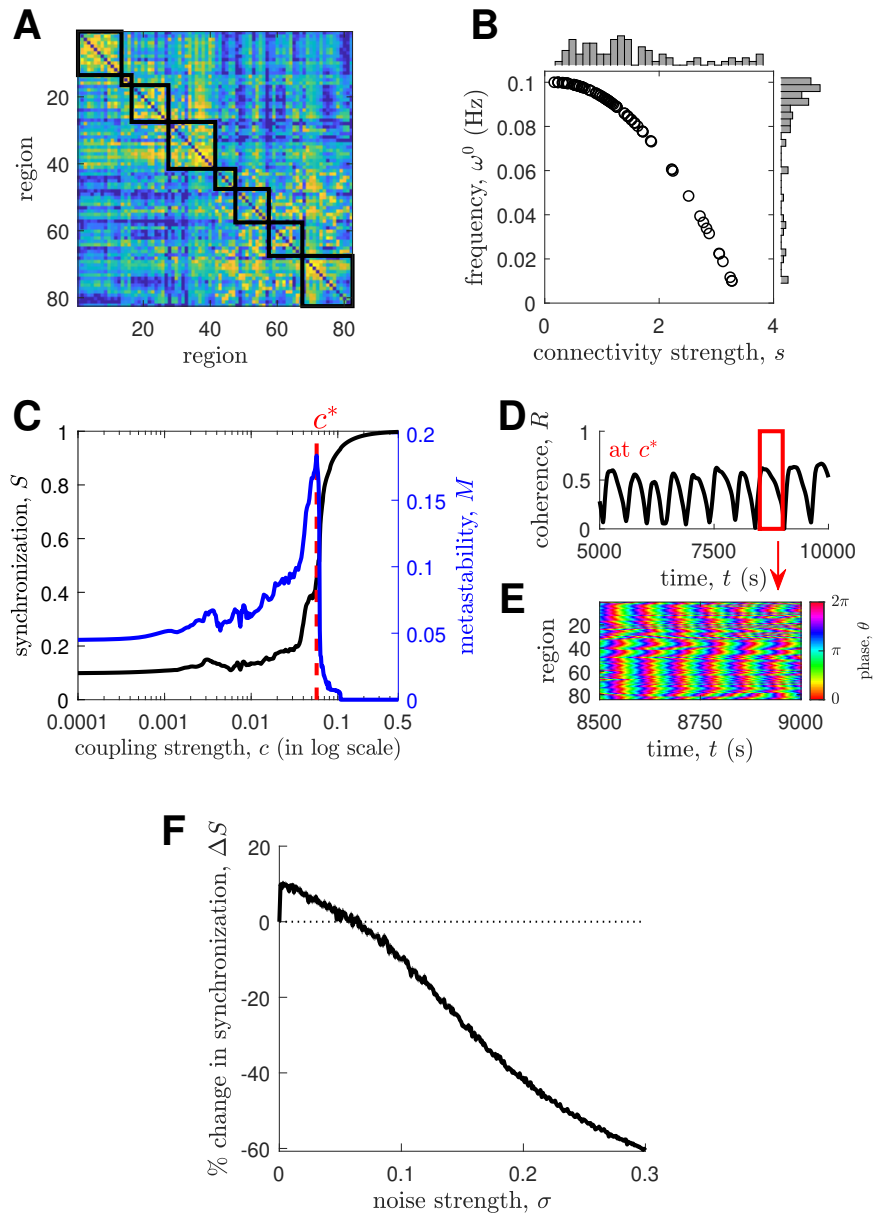 A
20
40
60
80
region
20 40 60 80
region
B
0.1
0.08
0.06
0.04
0.02
0
frequency, ω⁰ (Hz)
0 2 4
connectivity strength, s
C
c*
1
0.8
0.6
0.4
0.2
0
synchronization, S
0.2
0.15
0.1
0.05
0
metastability, M
0.0001 0.001 0.01 0.1 0.5
coupling strength, c (in log scale)
D
at c*
1
0.5
0
coherence, R
5000 7500 10000
time, t (s)
E
20
40
60
80
region
2π
π
0
phase, θ
8500 8750 9000
time, t (s)
F
20
0
-20
-40
-60
% change in synchronization, ΔS
0 0.1 0.2 0.3
noise strength, σ